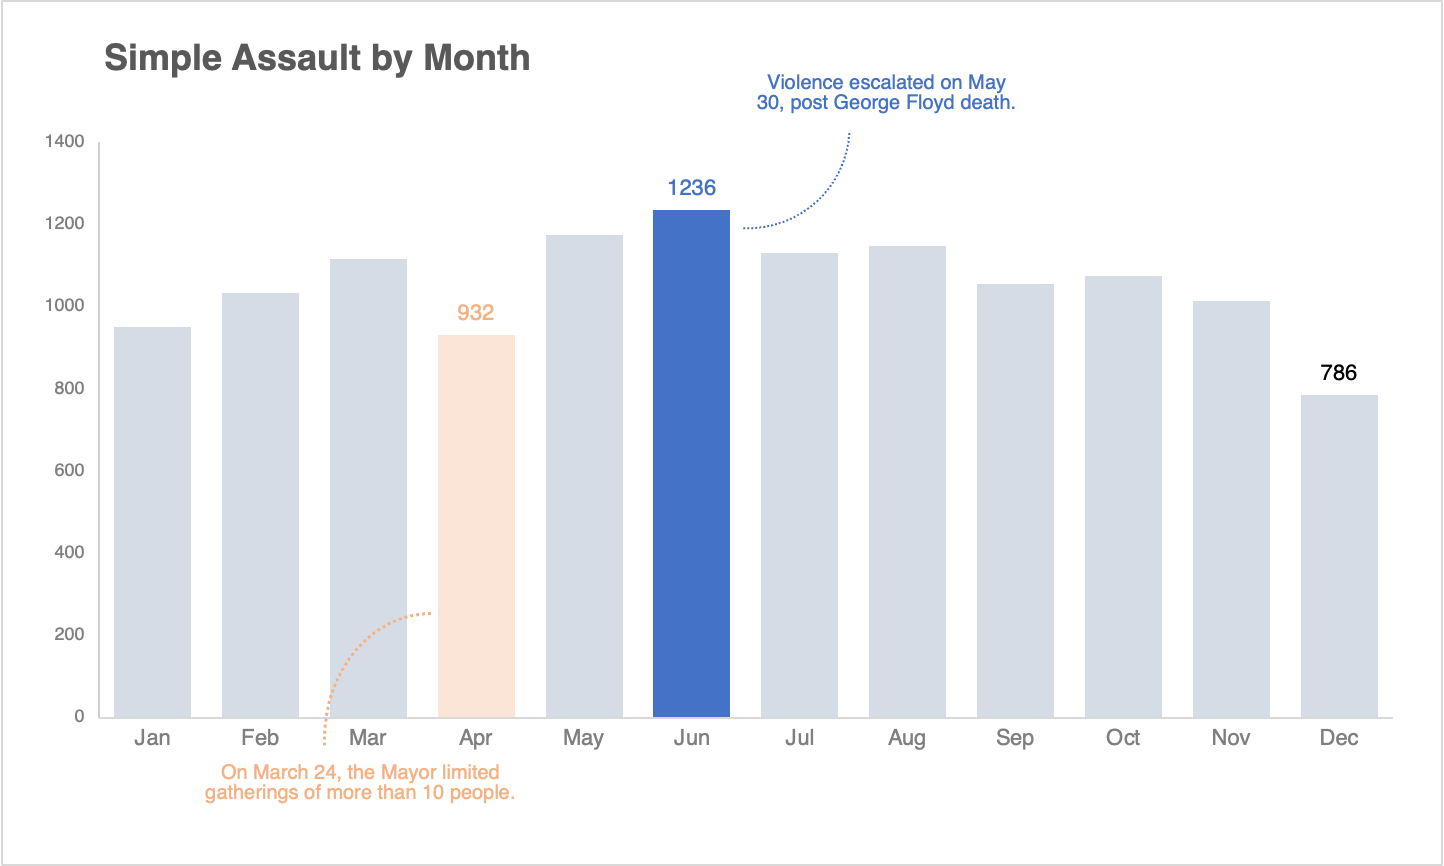 Simple Assault by Month
Violence escalated on May
30, post George Floyd death.
1400
1200
1000
800
600
400
200
0
1236
932
786
Jan Feb Mar Apr May Jun Jul Aug Sep Oct Nov Dec
On March 24, the Mayor limited
gatherings of more than 10 people.